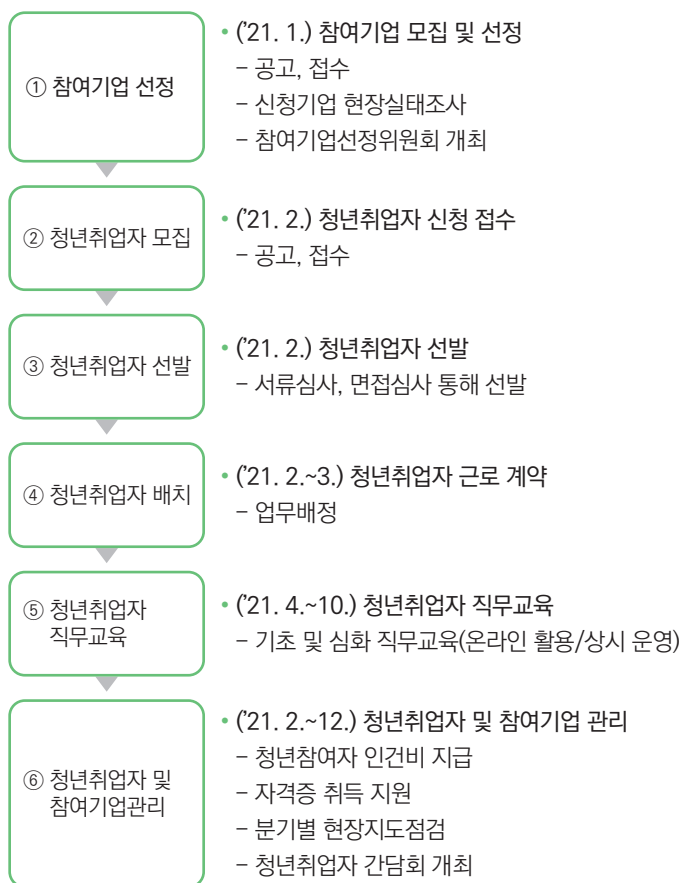 ① 참여기업 선정
• (’21. 1.) 참여기업 모집 및 선정
– 공고, 접수
– 신청기업 현장실태조사
– 참여기업선정위원회 개최
② 청년취업자 모집
• (’21. 2.) 청년취업자 신청 접수
– 공고, 접수
③ 청년취업자 선발
• (’21. 2.) 청년취업자 선발
– 서류심사, 면접심사 통해 선발
④ 청년취업자 배치
• (’21. 2.~3.) 청년취업자 근로 계약
– 업무배정
⑤ 청년취업자
직무교육
• (’21. 4.~10.) 청년취업자 직무교육
– 기초 및 심화 직무교육(온라인 활용/상시 운영)
⑥ 청년취업자 및
참여기업관리
• (’21. 2.~12.) 청년취업자 및 참여기업 관리
– 청년참여자 인건비 지급
– 자격증 취득 지원
– 분기별 현장지도점검
– 청년취업자 간담회 개최